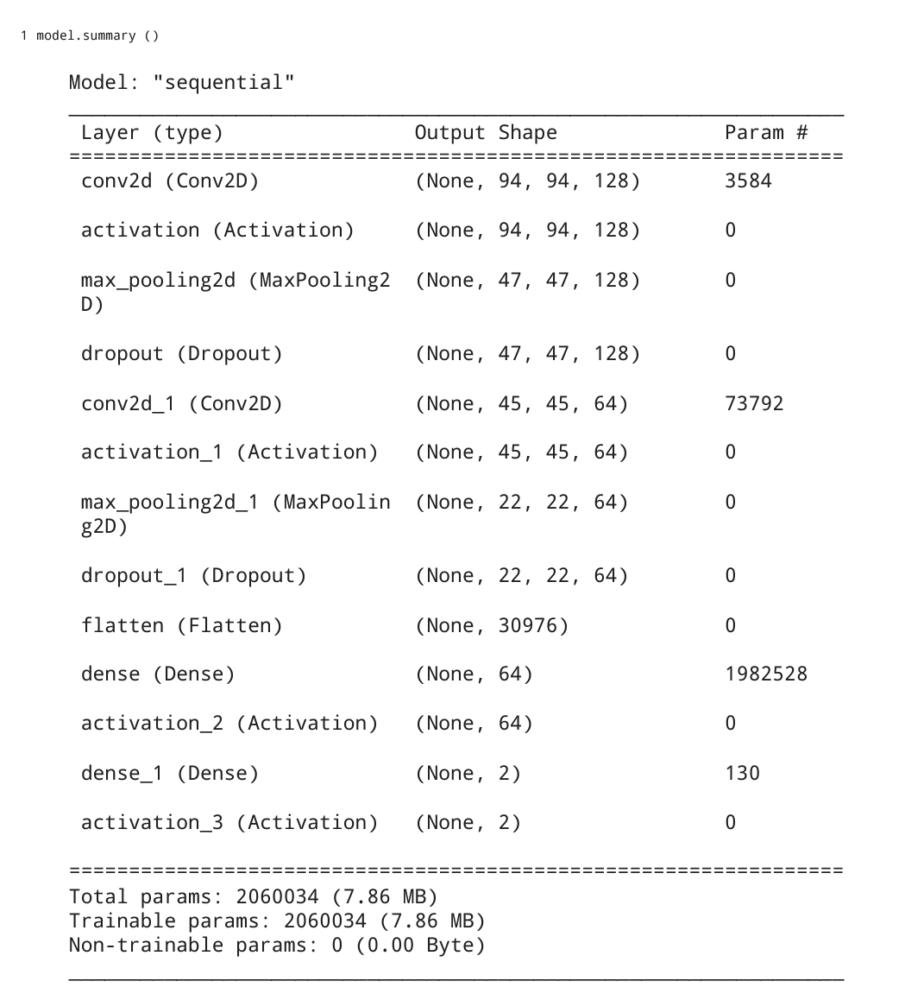 1 model.summary ()
Model: "sequential"
_________________________________________________________________
Layer (type) Output Shape Param #
=================================================================
conv2d (Conv2D) (None, 94, 94, 128) 3584
activation (Activation) (None, 94, 94, 128) 0
max_pooling2d (MaxPooling2 (None, 47, 47, 128) 0
D)
dropout (Dropout) (None, 47, 47, 128) 0
conv2d_1 (Conv2D) (None, 45, 45, 64) 73792
activation_1 (Activation) (None, 45, 45, 64) 0
max_pooling2d_1 (MaxPoolin (None, 22, 22, 64) 0
g2D)
dropout_1 (Dropout) (None, 22, 22, 64) 0
flatten (Flatten) (None, 30976) 0
dense (Dense) (None, 64) 1982528
activation_2 (Activation) (None, 64) 0
dense_1 (Dense) (None, 2) 130
activation_3 (Activation) (None, 2) 0
=================================================================
Total params: 2060034 (7.86 MB)
Trainable params: 2060034 (7.86 MB)
Non-trainable params: 0 (0.00 Byte)
_________________________________________________________________